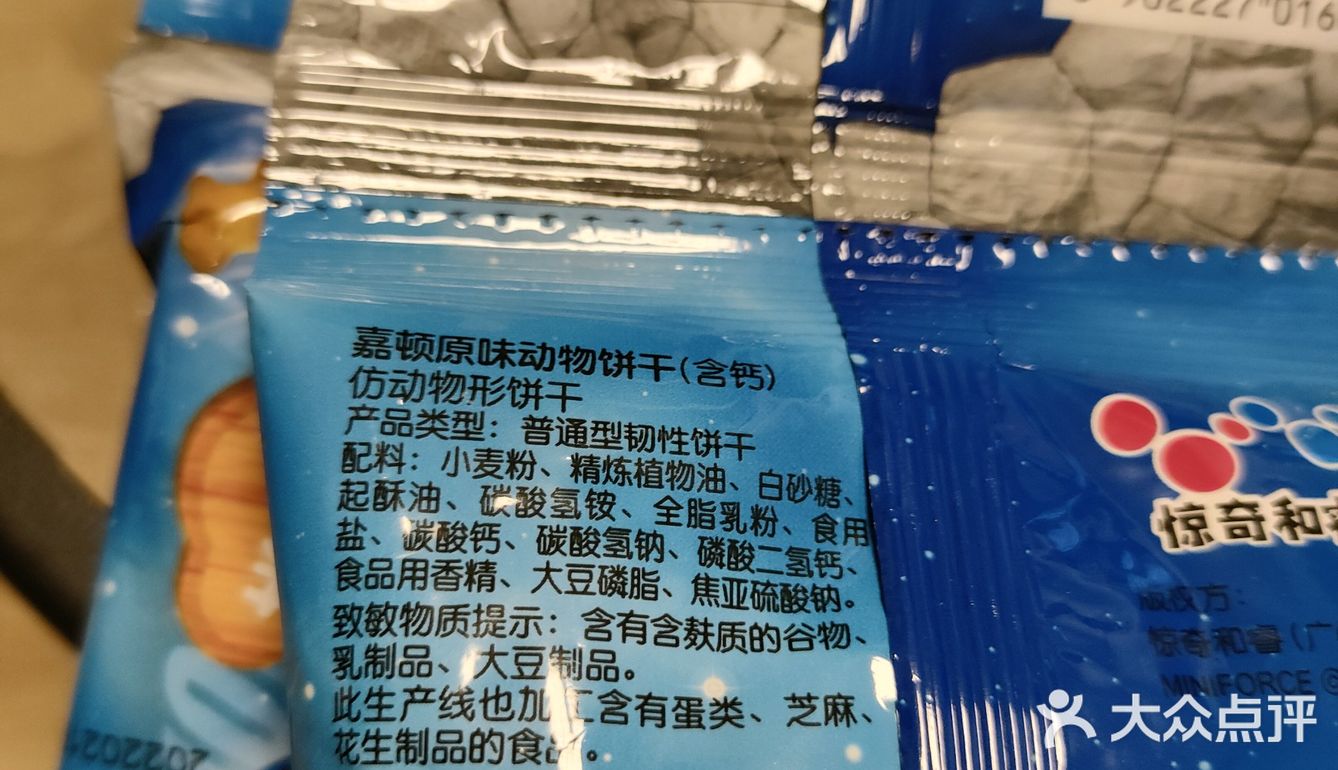 嘉顿原味动物饼干(含钙)
仿动物形饼干
产品类型：普通型韧性饼干
配料：小麦粉、精炼植物油、白砂糖、
起酥油、碳酸氢铵、全脂乳粉、食用
盐、碳酸钙、碳酸氢钠、磷酸二氢钙、
食品用香精、大豆磷脂、焦亚硫酸钠。
致敏物质提示：含有含麸质的谷物、
乳制品、大豆制品。
此生产线也加工含有蛋类、芝麻、
花生制品的食品。
惊奇和
版权方：
惊奇和睿（广
MINIFORCE
大众点评